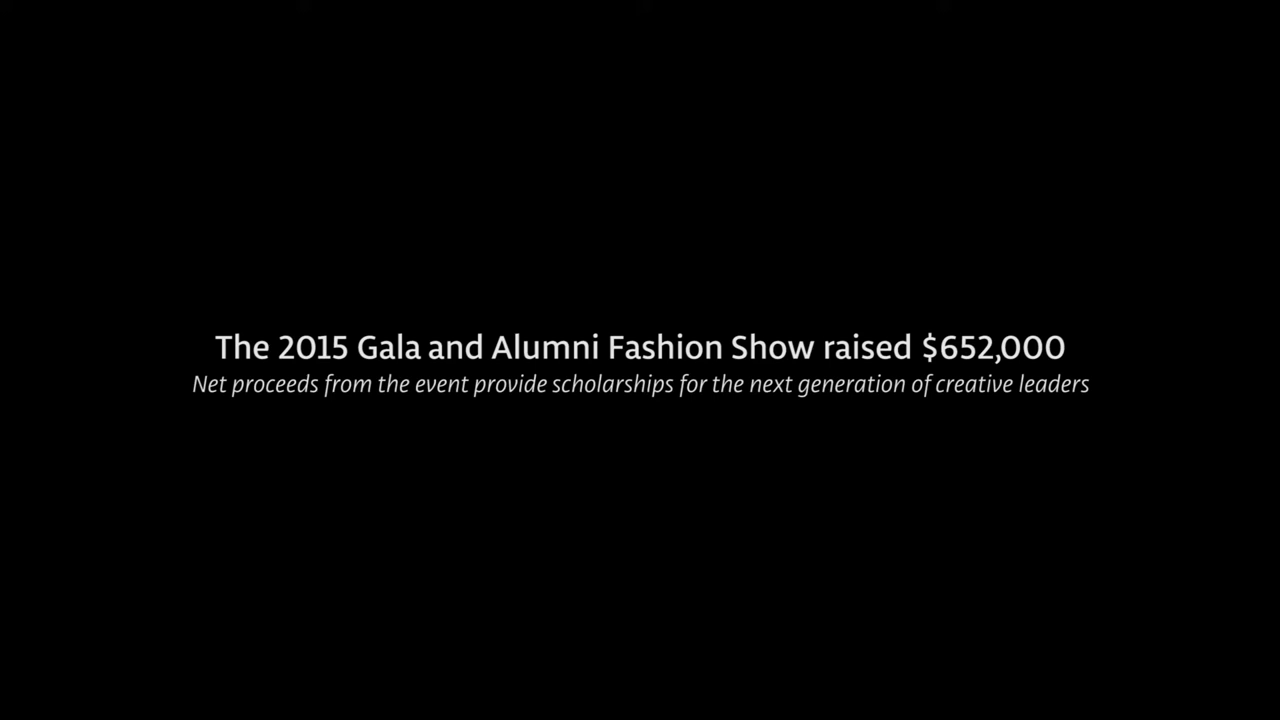 The 2015 Gala and Alumni Fashion Show raised $652,000
Net proceeds from the event provide scholarships for the next generation of creative leaders